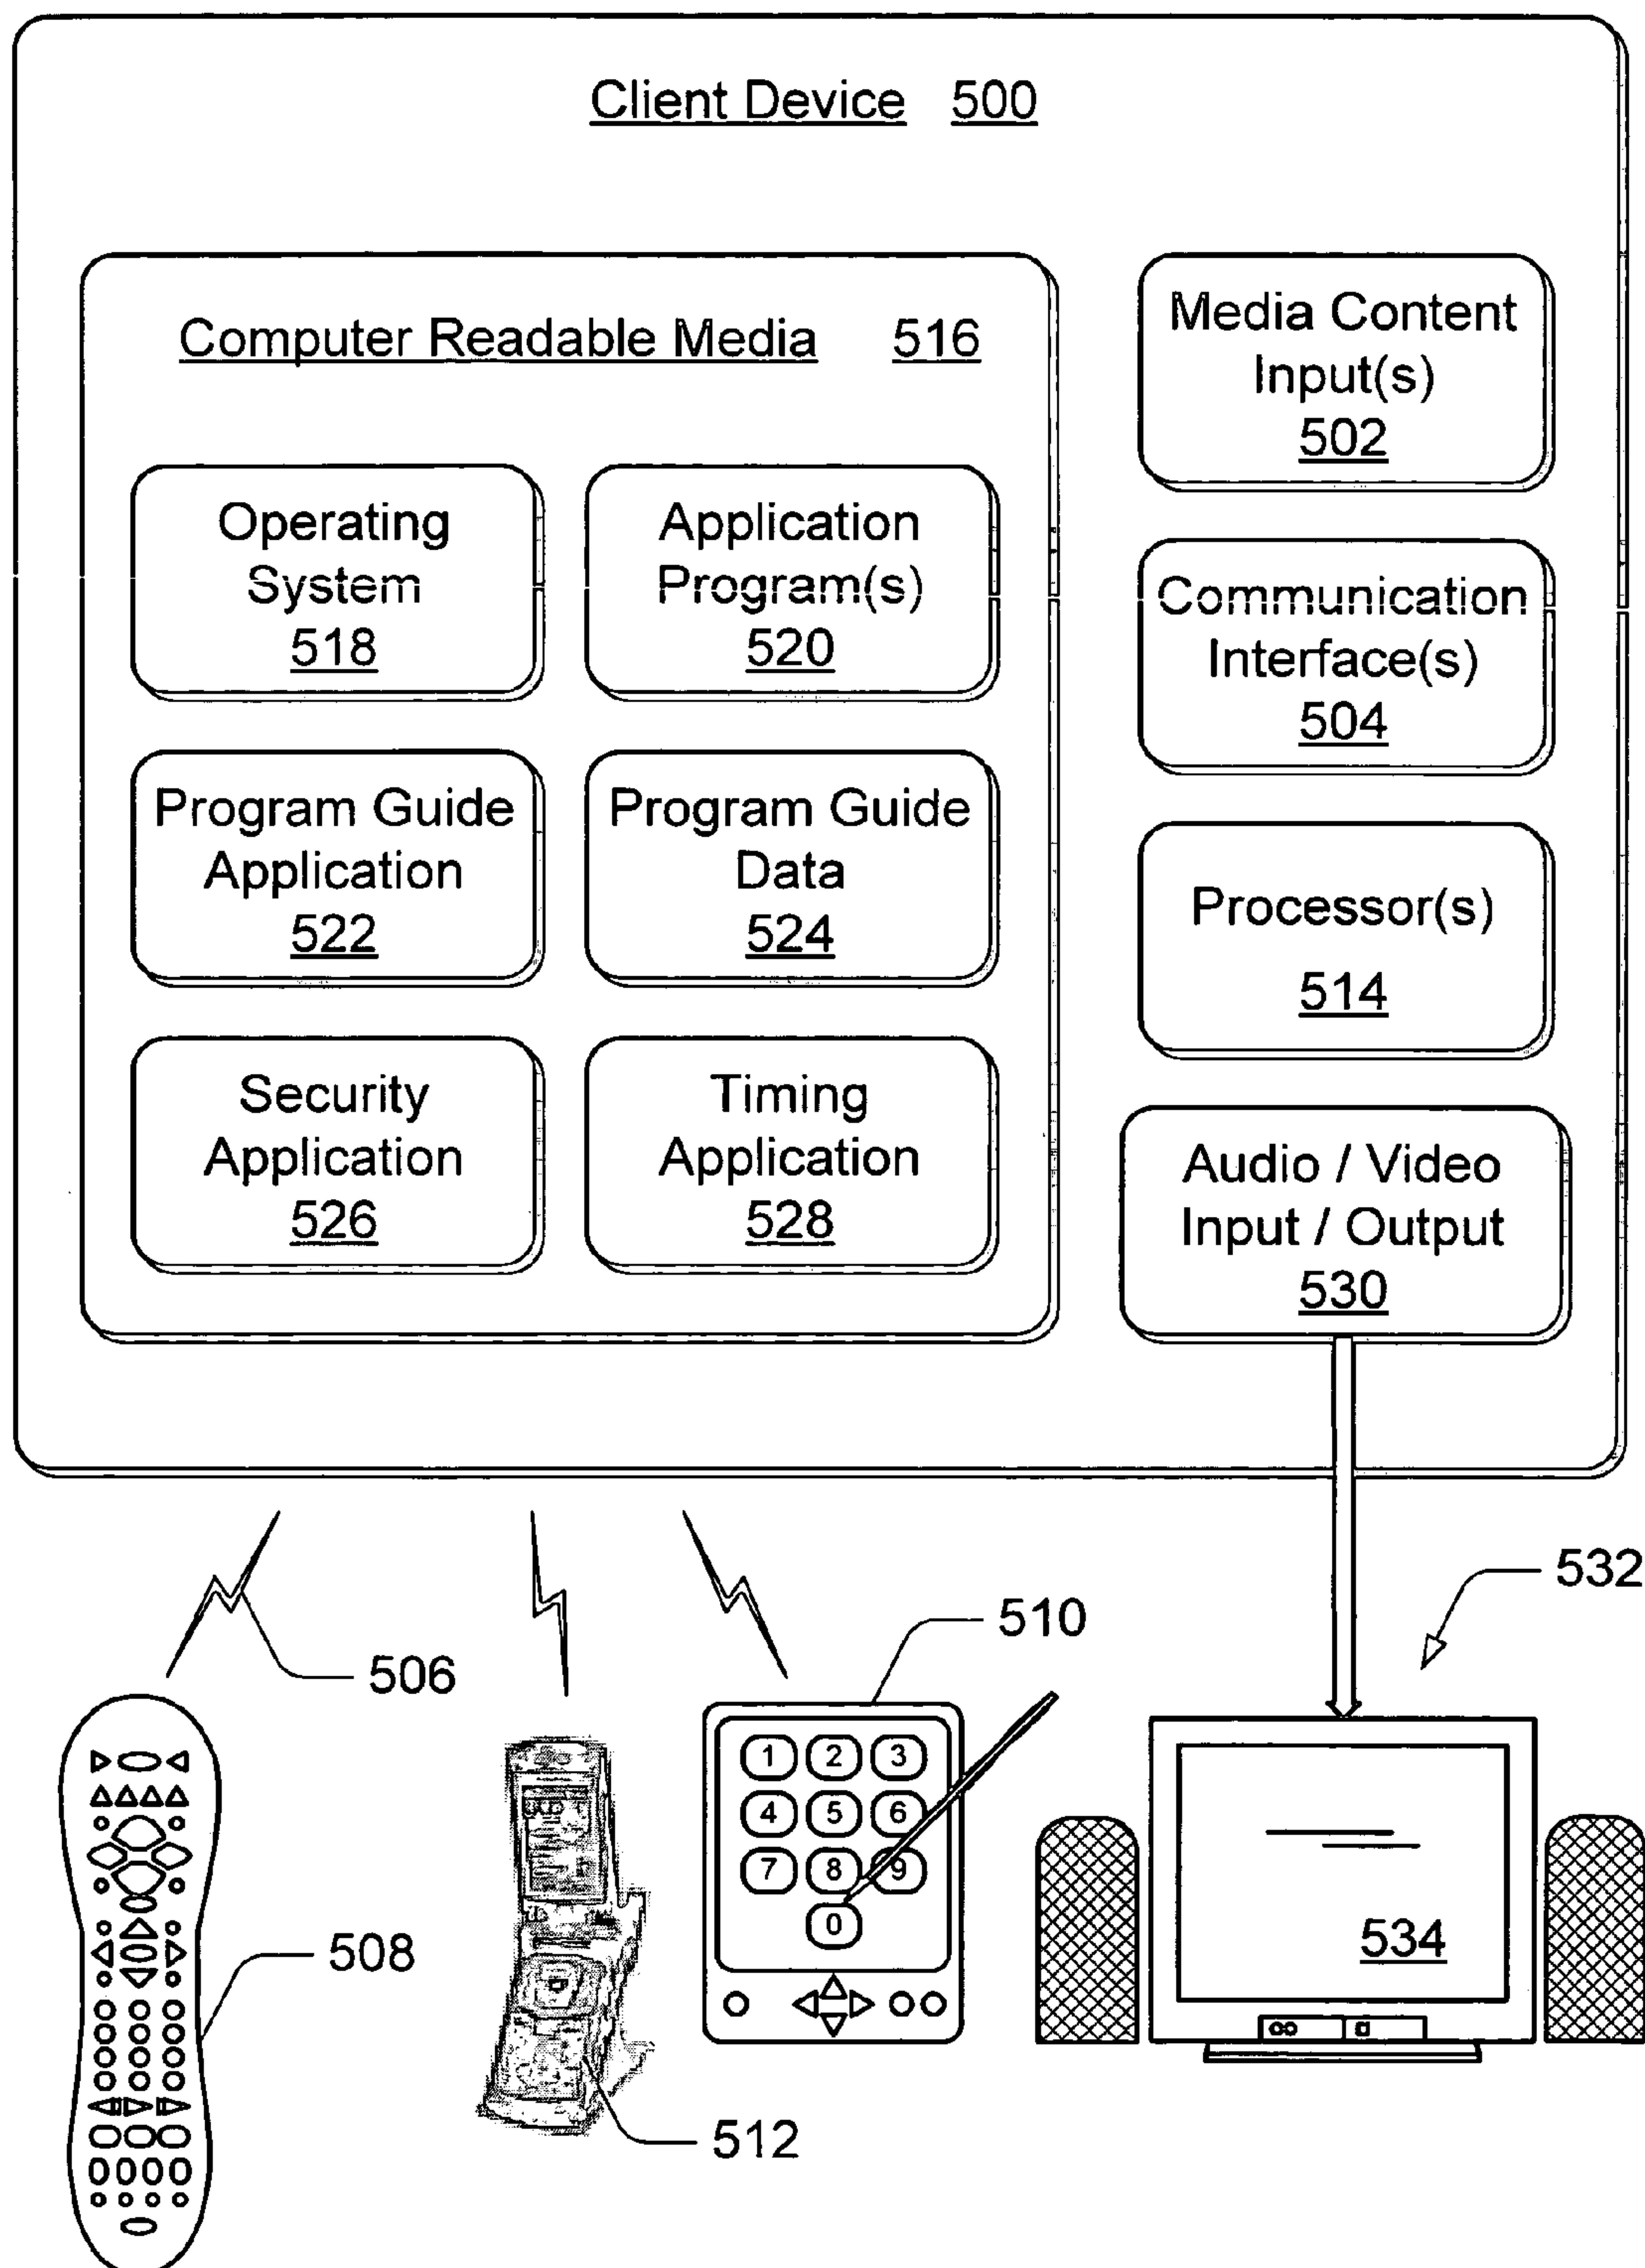 Client Device 500
Computer Readable Media 516
Operating
System
518
Application
Program(s)
520
Program Guide
Application
522
Program Guide
Data
524
Security
Application
526
Timing
Application
528
Media Content
Input(s)
502
Communication
Interface(s)
504
Processor(s)
514
Audio / Video
Input / Output
530
532
510
506
1 2 3
4 5 6
7 8 9
0
508
534
512